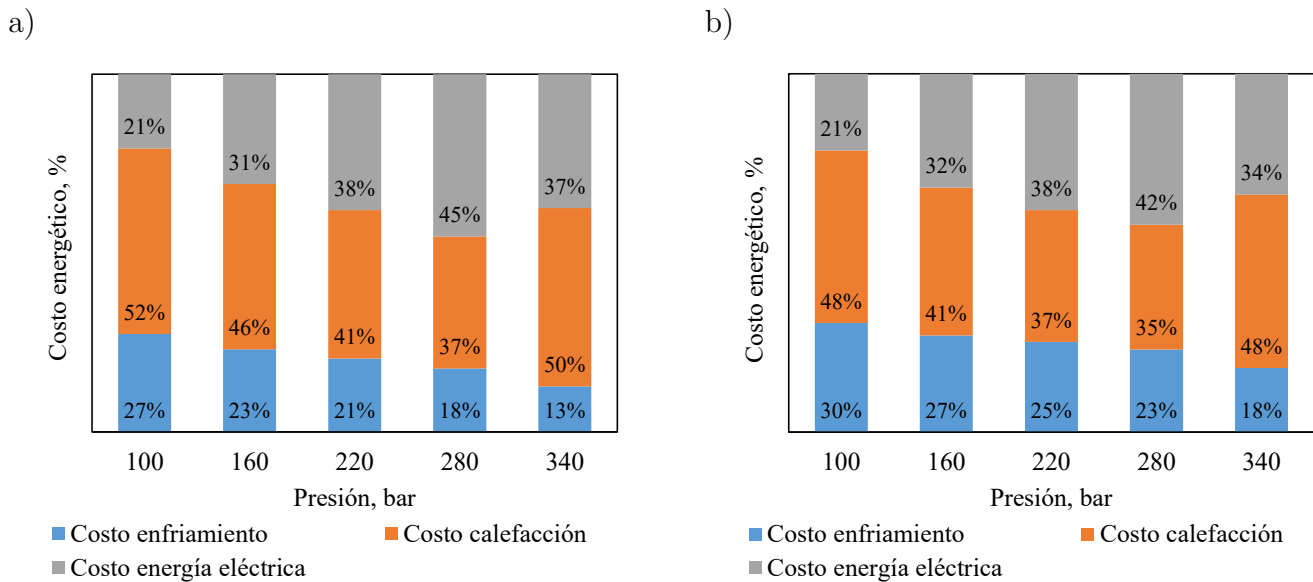 a)
21%
31%
38%
45%
37%
52%
46%
41%
37%
50%
27%
23%
21%
18%
13%
Costo energético, %
100 160 220 280 340
Presión, bar
Costo enfriamiento
Costo calefacción
Costo energía eléctrica
b)
21%
32%
38%
42%
34%
48%
41%
37%
35%
48%
30%
27%
25%
23%
18%
Costo energético, %
100 160 220 280 340
Presión, bar
Costo enfriamiento
Costo calefacción
Costo energía eléctrica